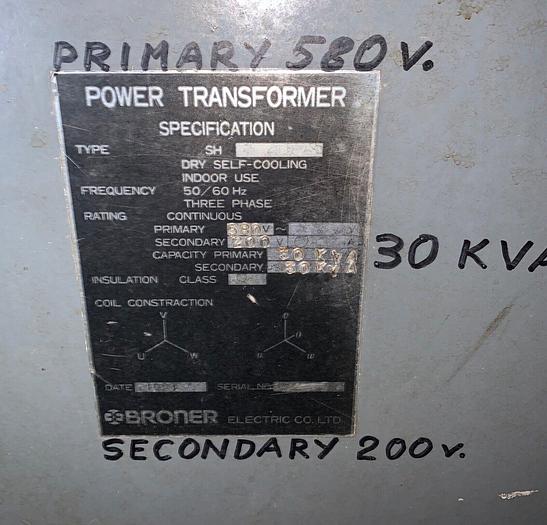 PRIMARY 580V.
POWER TRANSFORMER
SPECIFICATION
TYPE SH
DRY SELF-COOLING
INDOOR USE
FREQUENCY 50/60 Hz
THREE PHASE
RATING CONTINUOUS
PRIMARY 580V ~
SECONDARY 200V
CAPACITY PRIMARY 30 KVA
SECONDARY 30 KVA
30 KVA
INSULATION CLASS
COIL CONSTRACTION
V o
U W u w
DATE SERIAL NO.
BRONER ELECTRIC CO. LTD
SECONDARY 200V.